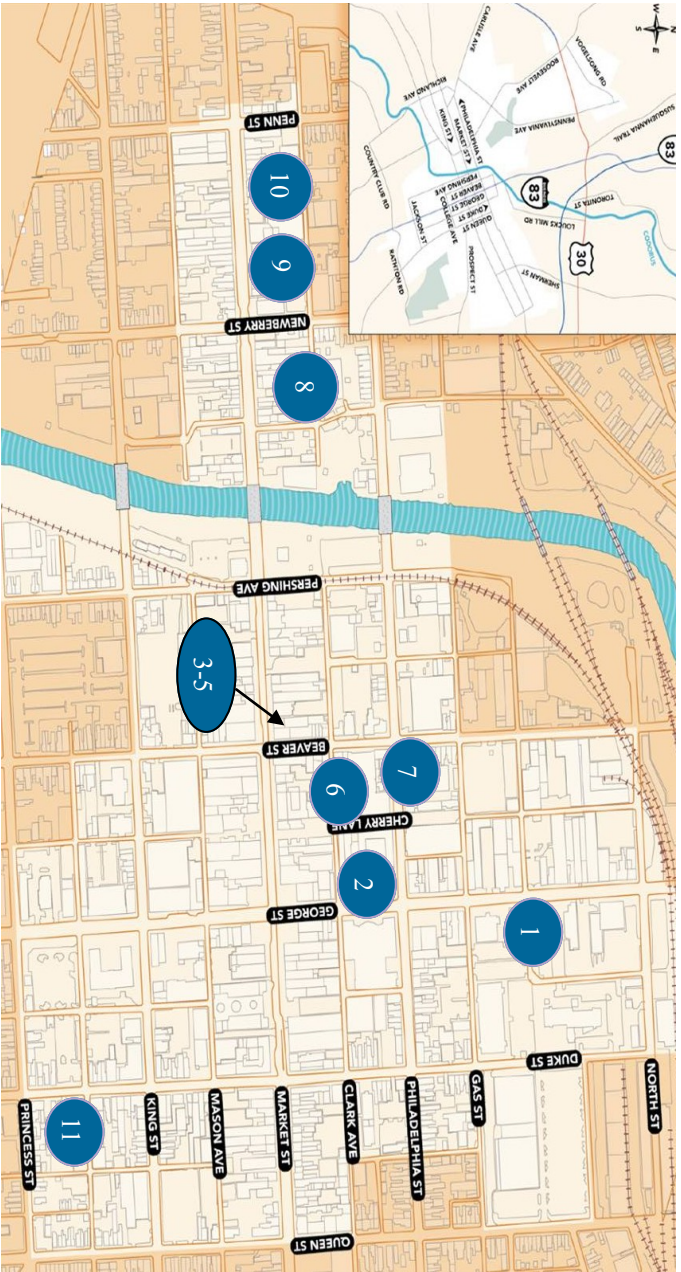 N
W
E
S
83
SUSQUEHANNA TRAIL
VOGELSONG RD
TORONITA ST
CODORUS
LOUCKS MILL RD
30
83
ROOSEVELT AVE
PENNSYLVANIA AVE
CARLISLE AVE
SHERMAN ST
PHILADELPHIA ST
MARKET ST
KING ST
RICHLAND AVE
PERSHING AVE
BEAVER ST
GEORGE ST
DUKE ST
QUEEN ST
PROSPECT ST
COLLEGE AVE
JACKSON ST
COUNTRY CLUB RD
RATHTON RD
NORTH ST
DUKE ST
1
GAS ST
7
CHERRY LANE
PHILADELPHIA ST
2
6
CLARK AVE
8
10
9
PENN ST
NEWBERRY ST
PERSHING AVE
BEAVER ST
GEORGE ST
MARKET ST
QUEEN ST
3-5
MASON AVE
KING ST
11
PRINCESS ST